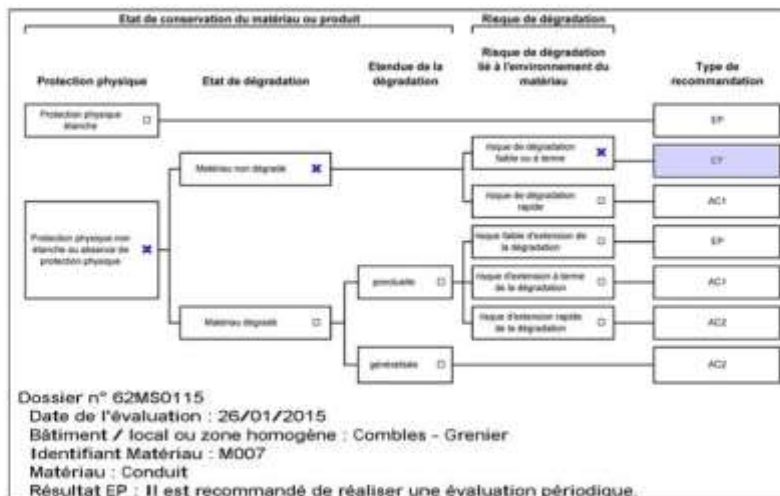 Etat de conservation du matériau ou produit
Risque de dégradation
Protection physique
Etat de dégradation
Etendue de la
dégradation
Risque de dégradation
lié à l'environnement du
matériau
Type de
recommandation
Protection physique
étanche
EP
Protection physique non
étanche ou absence de
protection physique
Matériau non dégradé
risque de dégradation
faible ou à terme
risque de dégradation
rapide
AC1
Matériau dégradé
ponctuelle
risque faible d'extension de
la dégradation
EP
risque d'extension à terme
de la dégradation
AC1
risque d'extension rapide
de la dégradation
AC2
généralisée
AC2
Dossier n° 62MS0115
Date de l'évaluation : 26/01/2015
Bâtiment / local ou zone homogène : Combles - Grenier
Identifiant Matériau : M007
Matériau : Conduit
Résultat EP : Il est recommandé de réaliser une évaluation périodique.